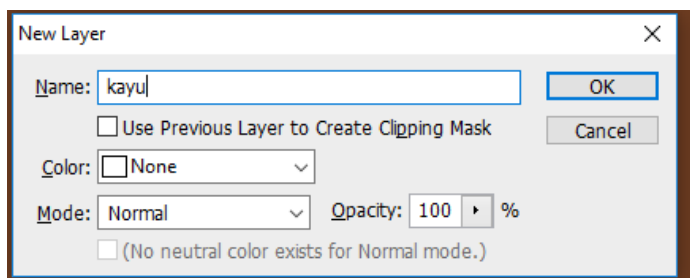 New Layer
Name: kayu OK
Use Previous Layer to Create Clipping Mask Cancel
Color: None
Mode: Normal Opacity: 100 %
(No neutral color exists for Normal mode.)